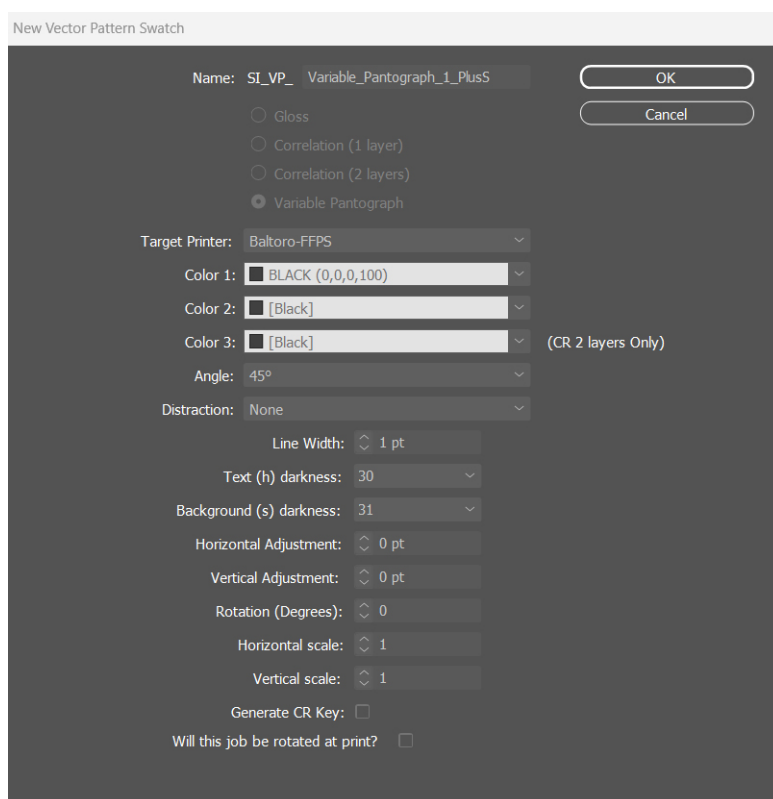 New Vector Pattern Swatch
Name: SI_VP_ Variable_Pantograph_1_PlusS OK
Gloss Cancel
Correlation (1 layer)
Correlation (2 layers)
Variable Pantograph
Target Printer: Baltoro-FFPS
Color 1: BLACK (0,0,0,100)
Color 2: [Black]
Color 3: [Black] (CR 2 layers Only)
Angle: 45º
Distraction: None
Line Width: 1 pt
Text (h) darkness: 30
Background (s) darkness: 31
Horizontal Adjustment: 0 pt
Vertical Adjustment: 0 pt
Rotation (Degrees): 0
Horizontal scale: 1
Vertical scale: 1
Generate CR Key:
Will this job be rotated at print?